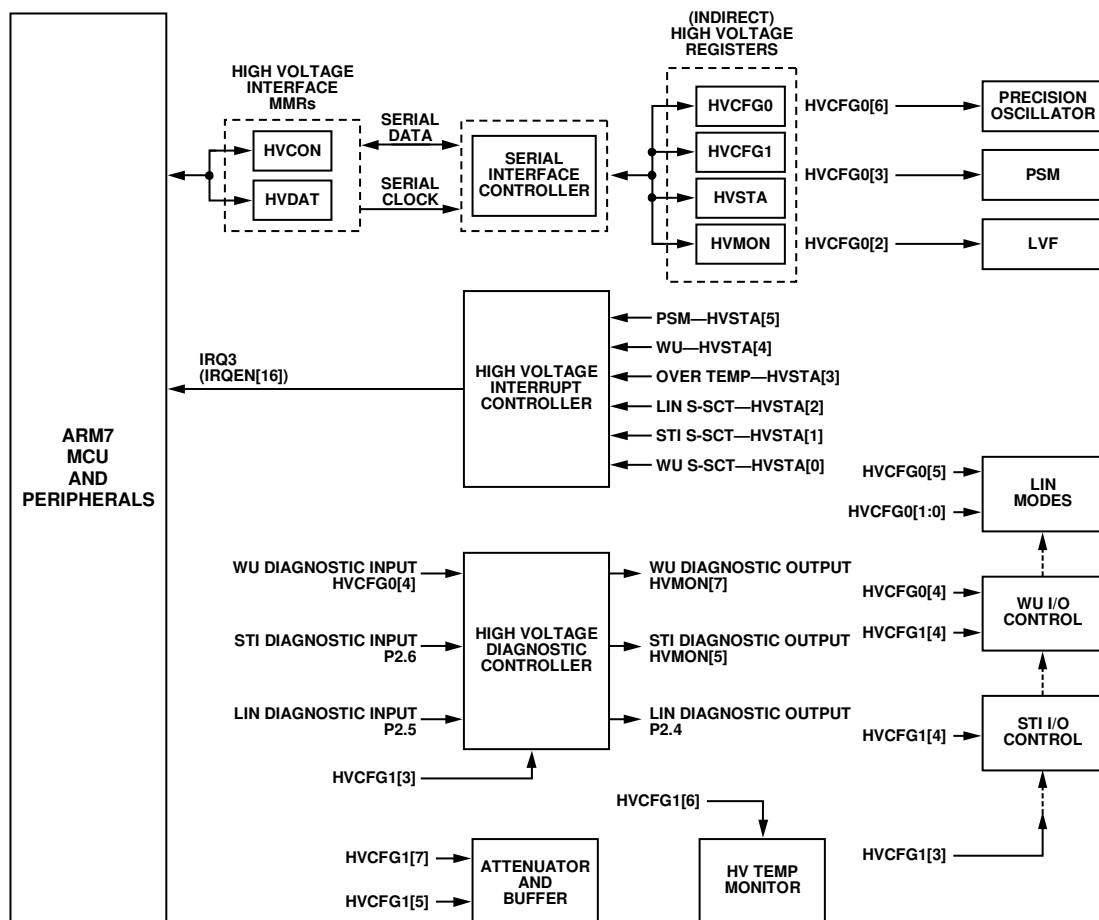 (INDIRECT)
HIGH VOLTAGE
REGISTERS
HIGH VOLTAGE
INTERFACE
MMRs
HVCON
HVDAT
SERIAL
DATA
SERIAL
CLOCK
SERIAL
INTERFACE
CONTROLLER
HVCFG0
HVCFG1
HVSTA
HVMON
HVCFG0[6]
PRECISION
OSCILLATOR
HVCFG0[3]
PSM
HVCFG0[2]
LVF
ARM7
MCU
AND
PERIPHERALS
IRQ3
(IRQEN[16])
HIGH VOLTAGE
INTERRUPT
CONTROLLER
PSM—HVSTA[5]
WU—HVSTA[4]
OVER TEMP—HVSTA[3]
LIN S-SCT—HVSTA[2]
STI S-SCT—HVSTA[1]
WU S-SCT—HVSTA[0]
HVCFG0[5]
HVCFG0[1:0]
LIN
MODES
WU DIAGNOSTIC INPUT
HVCFG0[4]
STI DIAGNOSTIC INPUT
P2.6
LIN DIAGNOSTIC INPUT
P2.5
HVCFG1[3]
HIGH VOLTAGE
DIAGNOSTIC
CONTROLLER
WU DIAGNOSTIC OUTPUT
HVMON[7]
STI DIAGNOSTIC OUTPUT
HVMON[5]
LIN DIAGNOSTIC OUTPUT
P2.4
HVCFG0[4]
HVCFG1[4]
WU I/O
CONTROL
HVCFG1[4]
STI I/O
CONTROL
HVCFG1[3]
HVCFG1[7]
HVCFG1[5]
ATTENUATOR
AND
BUFFER
HVCFG1[6]
HV TEMP
MONITOR